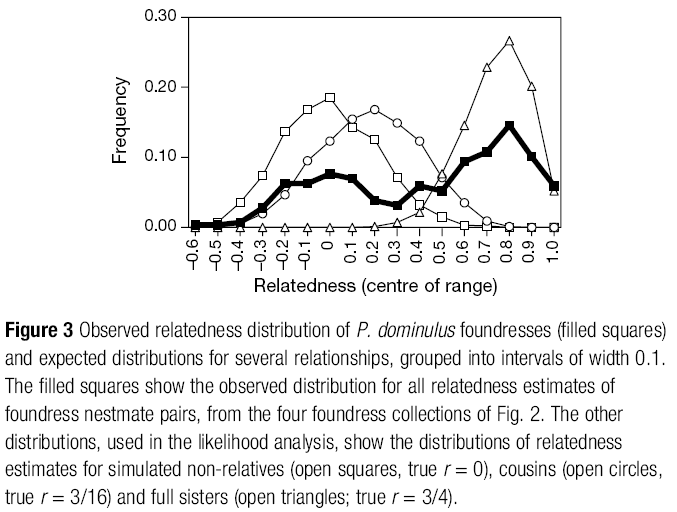 0.30
0.20
0.10
0.00
Frequency
−0.6
−0.5
−0.4
−0.3
−0.2
−0.1
0
0.1
0.2
0.3
0.4
0.5
0.6
0.7
0.8
0.9
1.0
Relatedness (centre of range)
Figure 3 Observed relatedness distribution of P. dominulus foundresses (filled squares)
and expected distributions for several relationships, grouped into intervals of width 0.1.
The filled squares show the observed distribution for all relatedness estimates of
foundress nestmate pairs, from the four foundress collections of Fig. 2. The other
distributions, used in the likelihood analysis, show the distributions of relatedness
estimates for simulated non-relatives (open squares, true r = 0), cousins (open circles,
true r = 3/16) and full sisters (open triangles; true r = 3/4).